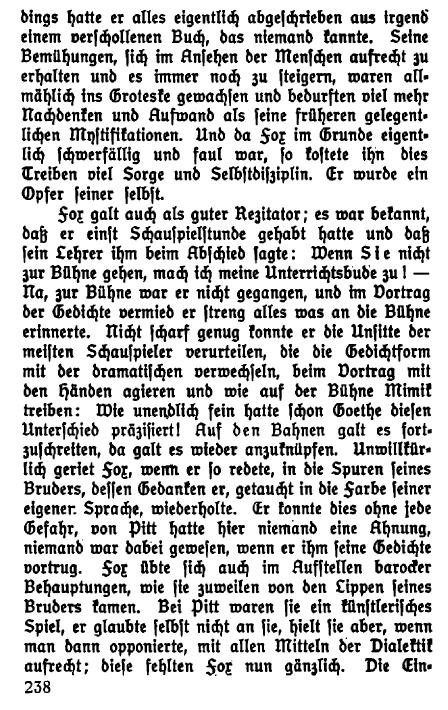 dings hatte er alles eigentlich abgeschrieben aus irgend
einem verschollenen Buch, das niemand kannte. Seine
Bemühungen, sich im Ansehen der Menschen aufrecht zu
erhalten und es immer noch zu steigern, waren all-
mählich ins Groteske gewachsen und bedurften viel mehr
Nachdenken und Aufwand als seine früheren gelegent-
lichen Mystifikationen. Und da Fox im Grunde eigent-
lich schwerfällig und faul war, so kostete ihn dies
Treiben viel Sorge und Selbstdisziplin. Er wurde ein
Opfer seiner selbst.
Fox galt auch als guter Rezitator; es war bekannt,
daß er einst Schauspielstunde gehabt hatte und daß
sein Lehrer ihm beim Abschied sagte: Wenn Sie nicht
zur Bühne gehen, mach ich meine Unterrichtsbude zu! —
Na, zur Bühne war er nicht gegangen, und im Vortrag
der Gedichte vermied er streng alles was an die Bühne
erinnerte. Nicht scharf genug konnte er die Unsitte der
meisten Schauspieler verurteilen, die die Gedichtform
mit der dramatischen verwechseln, beim Vortrag mit
den Händen agieren und wie auf der Bühne Mimik
treiben: Wie unendlich fein hatte schon Goethe diesen
Unterschied präzisiert! Auf den Bahnen galt es fort-
zuschreiten, da galt es wieder anzuknüpfen. Unwillkür-
lich geriet Fox, wenn er so redete, in die Spuren seines
Bruders, dessen Gedanken er, getaucht in die Farbe seiner
eigener Sprache, wiederholte. Er konnte dies ohne jede
Gefahr, von Pitt hatte hier niemand eine Ahnung,
niemand war dabei gewesen, wenn er ihm seine Gedichte
vortrug. Fox übte sich auch im Aufstellen barocker
Behauptungen, wie sie zuweilen von den Lippen seines
Bruders kamen. Bei Pitt waren sie ein künstlerisches
Spiel, er glaubte selbst nicht an sie, hielt sie aber, wenn
man dann opponierte, mit allen Mitteln der Dialektik
aufrecht; diese fehlten Fox nun gänzlich. Die Ein-
238